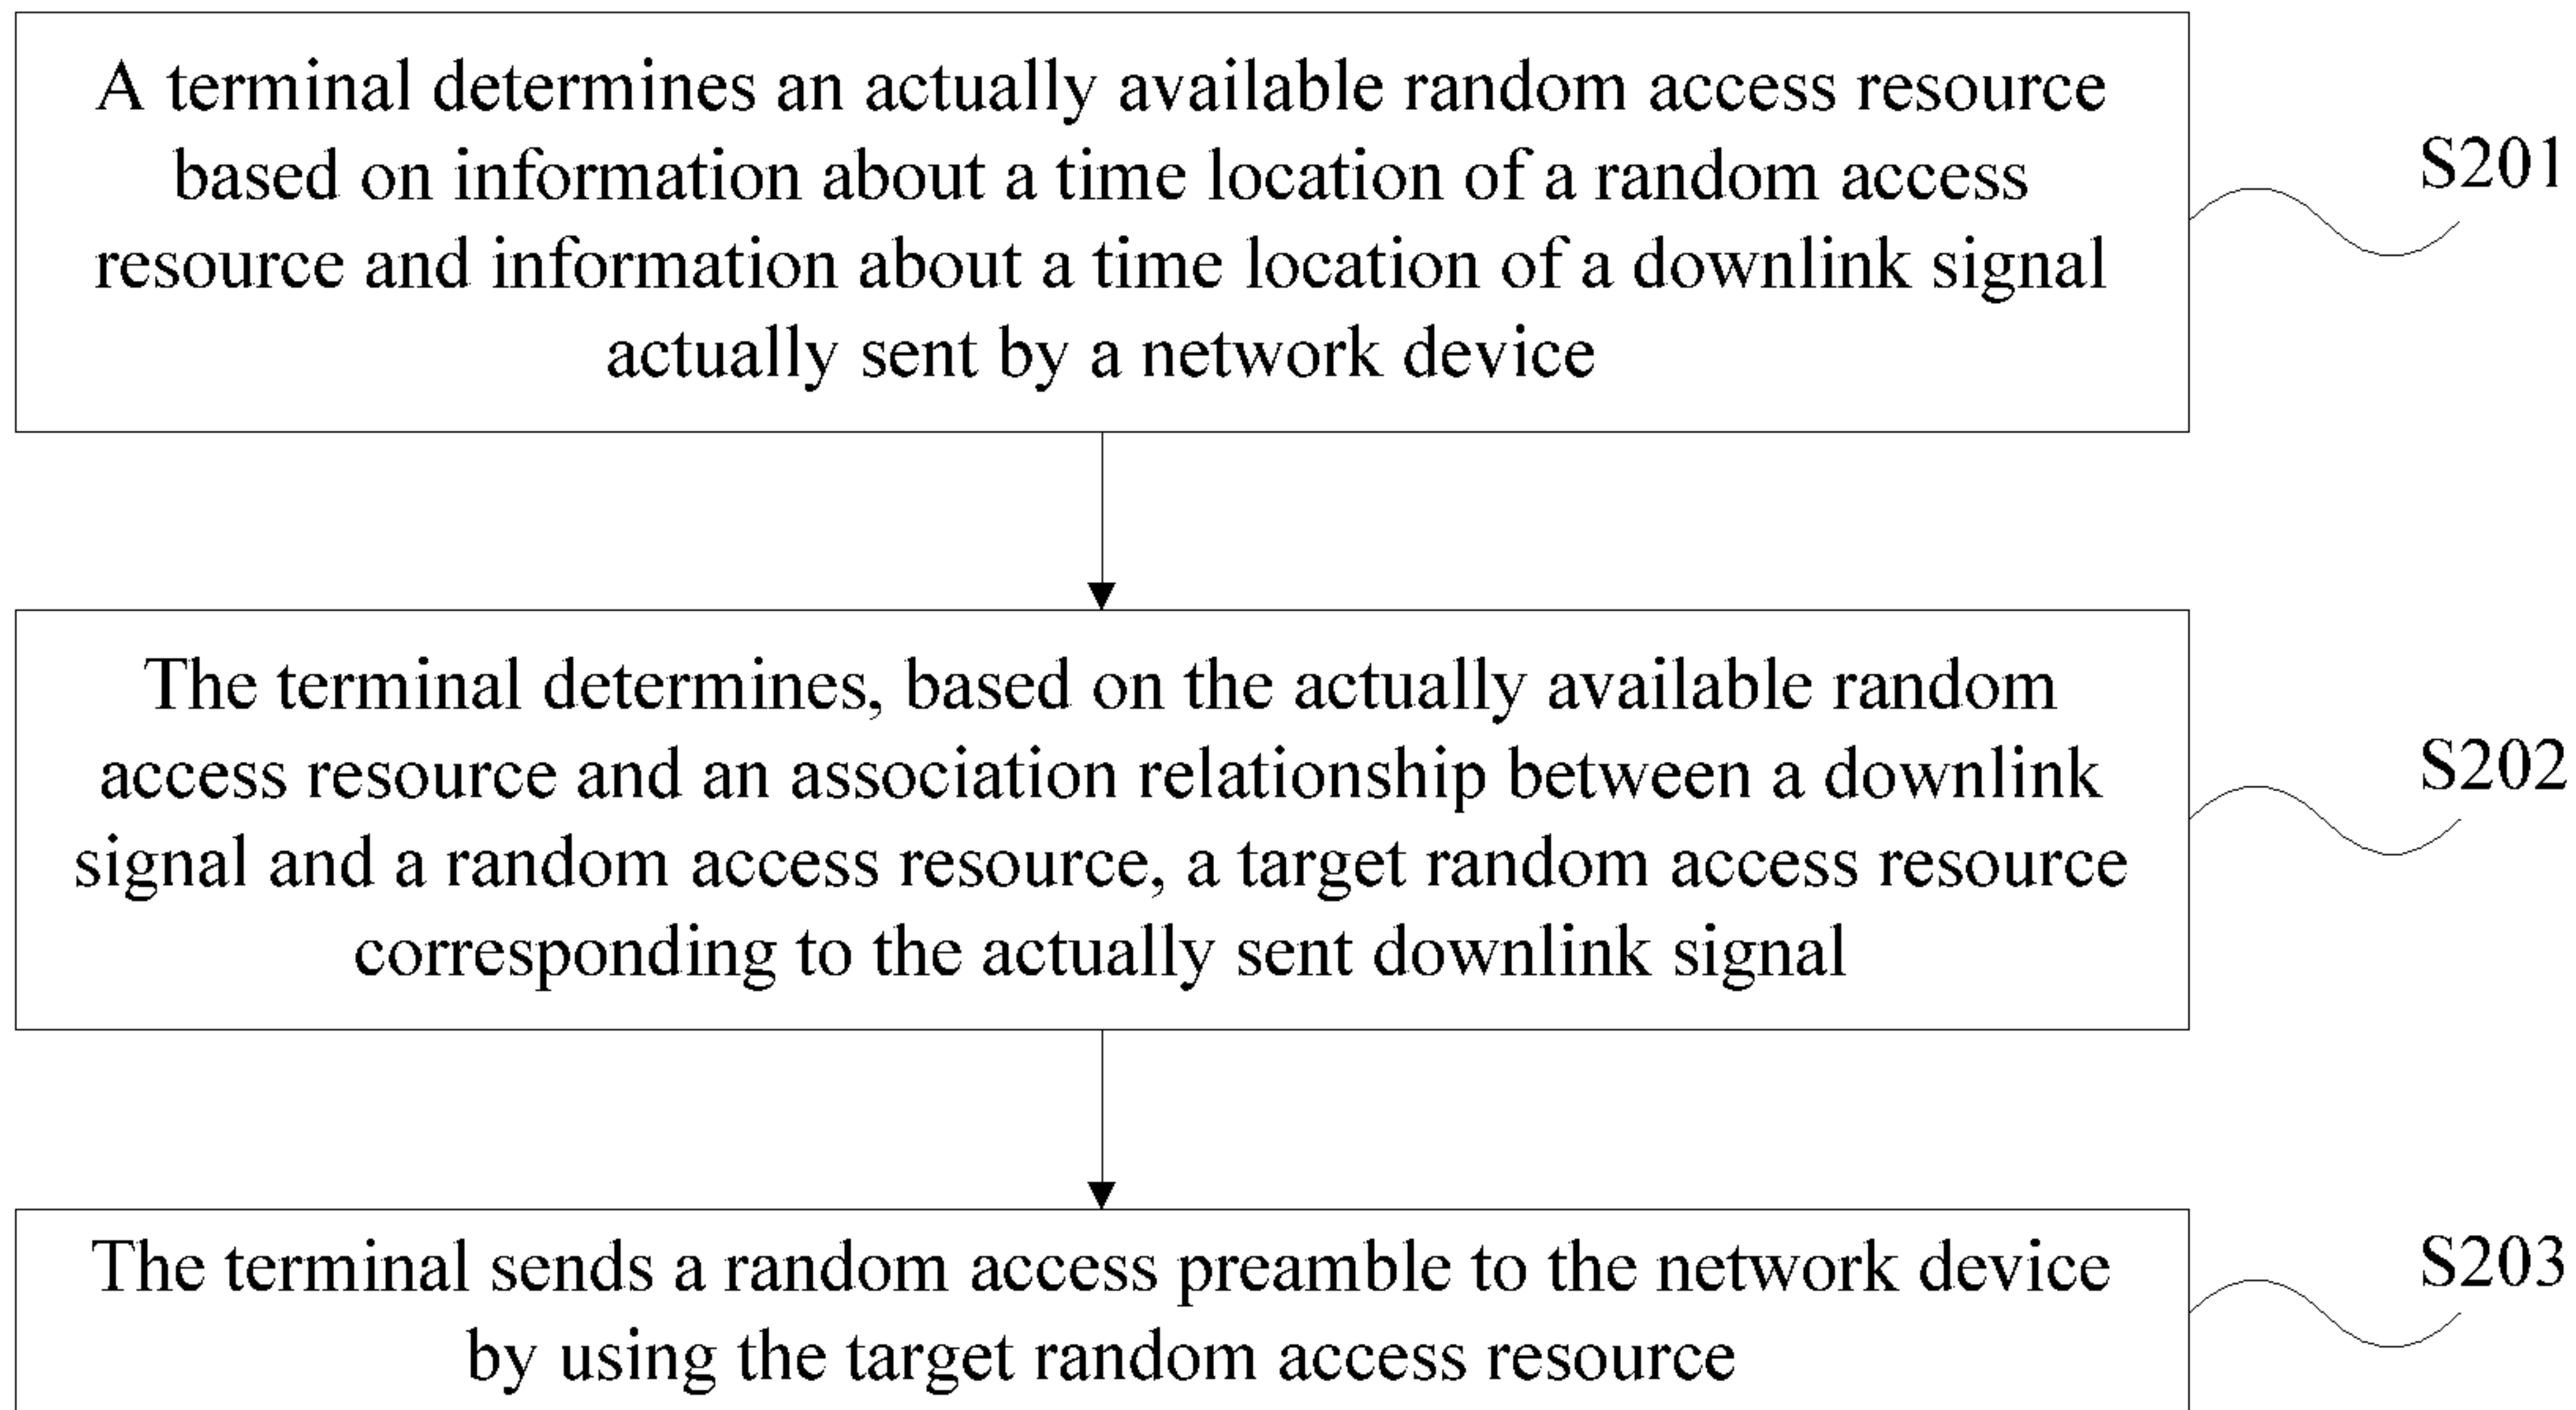 A terminal determines an actually available random access resource
based on information about a time location of a random access
resource and information about a time location of a downlink signal
actually sent by a network device
S201
The terminal determines, based on the actually available random
access resource and an association relationship between a downlink
signal and a random access resource, a target random access resource
corresponding to the actually sent downlink signal
S202
The terminal sends a random access preamble to the network device
by using the target random access resource
S203